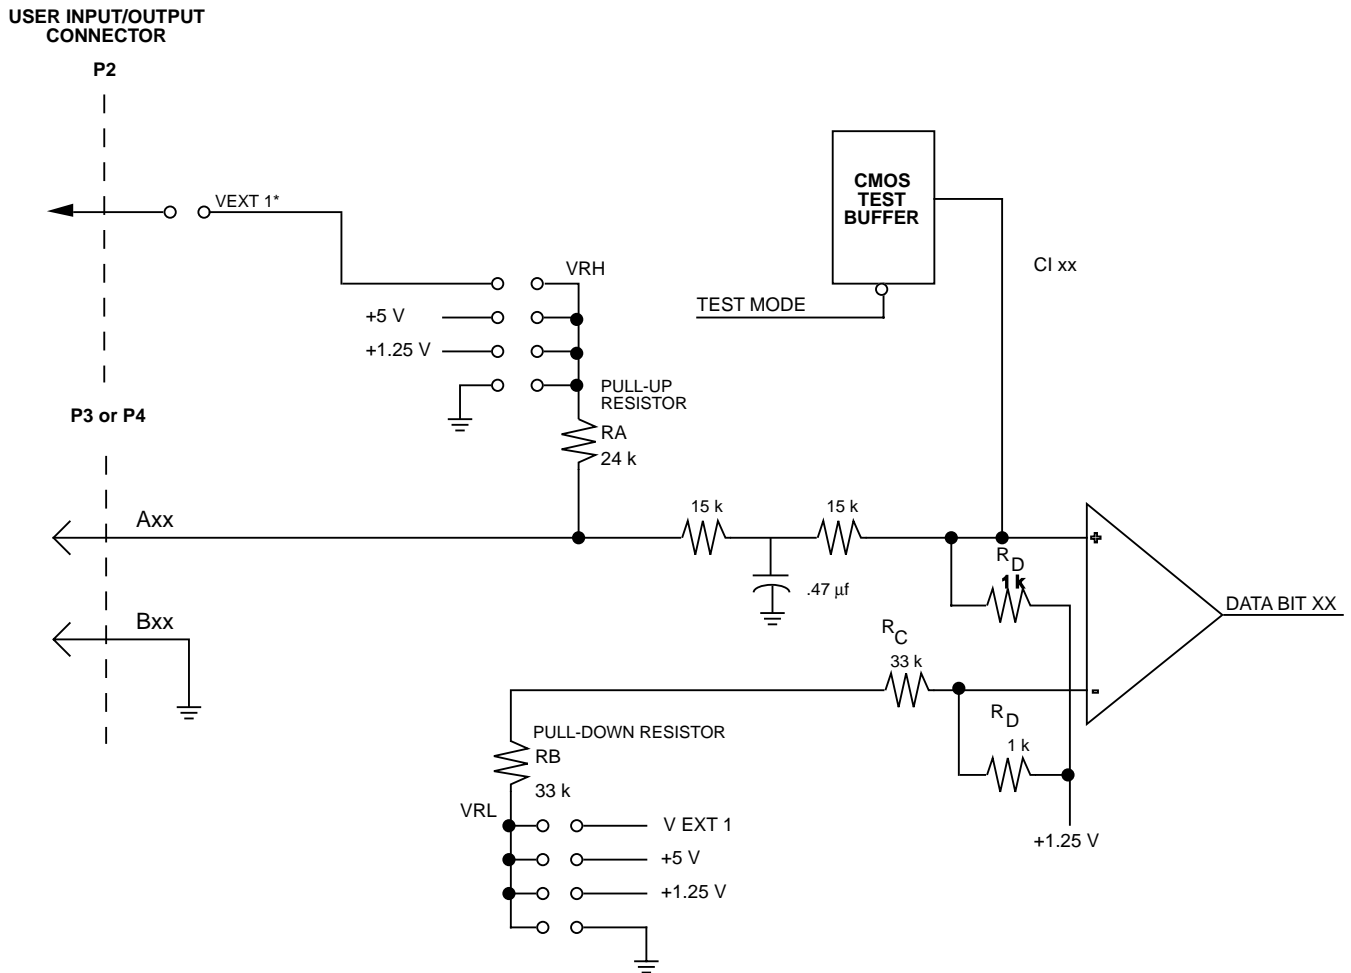 USER INPUT/OUTPUT
CONNECTOR
P2
VEXT 1*
CMOS
TEST
BUFFER
CI xx
TEST MODE
VRH
+5 V
+1.25 V
PULL-UP
RESISTOR
RA
24 k
P3 or P4
Axx
15 k
15 k
+
R D
1 k
.47 µf
DATA BIT XX
Bxx
R C
33 k
-
R D
1 k
PULL-DOWN RESISTOR
RB
33 k
VRL
V EXT 1
+5 V
+1.25 V
+1.25 V